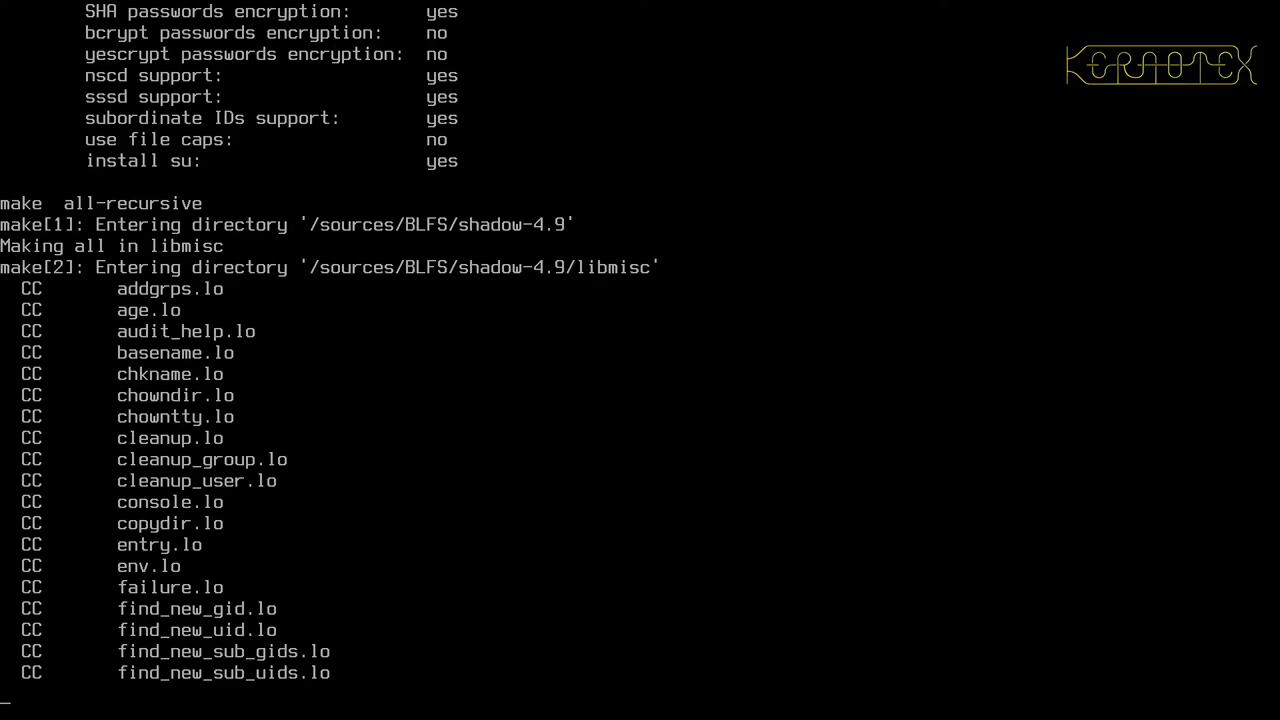 SHA passwords encryption: yes
bcrypt passwords encryption: no
yescrypt passwords encryption: no
nscd support: yes
sssd support: yes
subordinate IDs support: yes
use file caps: no
install su: yes
make  all-recursive
make[1]: Entering directory '/sources/BLFS/shadow-4.9'
Making all in libmisc
make[2]: Entering directory '/sources/BLFS/shadow-4.9/libmisc'
CC addgrps.lo
CC age.lo
CC audit_help.lo
CC basename.lo
CC chkname.lo
CC chowndir.lo
CC chowntty.lo
CC cleanup.lo
CC cleanup_group.lo
CC cleanup_user.lo
CC console.lo
CC copydir.lo
CC entry.lo
CC env.lo
CC failure.lo
CC find_new_gid.lo
CC find_new_uid.lo
CC find_new_sub_gids.lo
CC find_new_sub_uids.lo